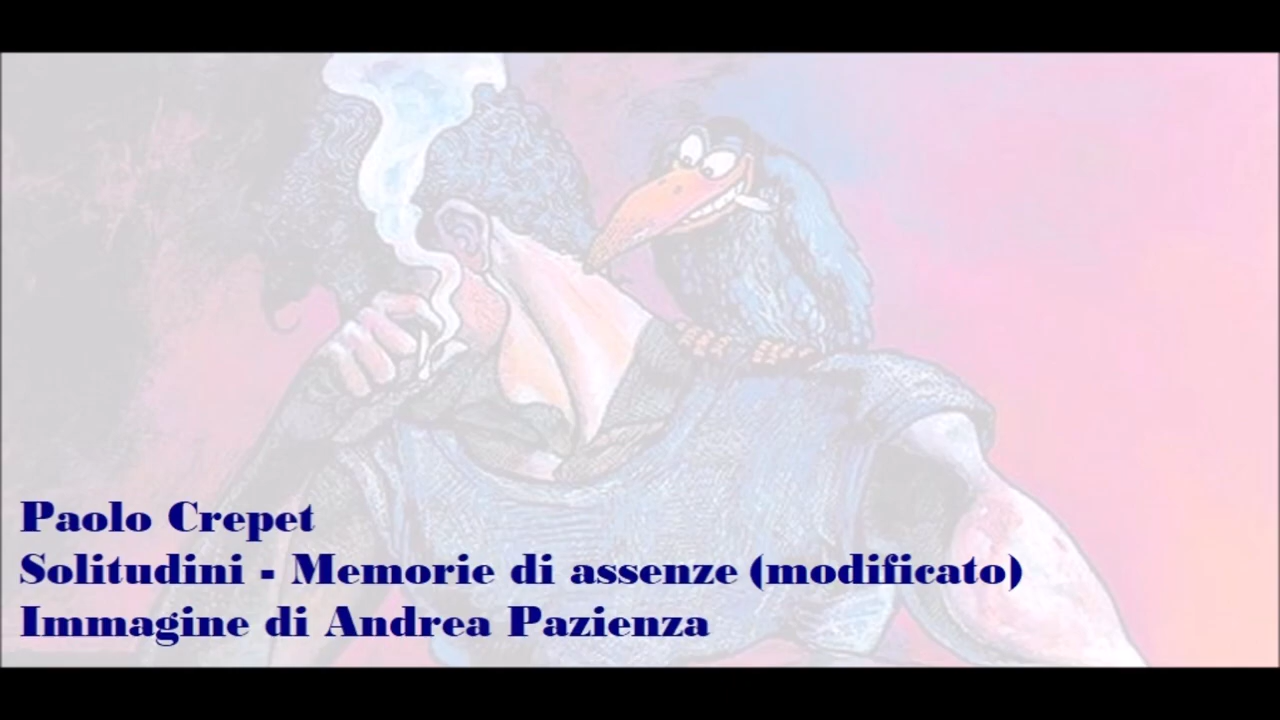 Paolo Crepet
Solitudini - Memorie di assenze (modificato)
Immagine di Andrea Pazienza